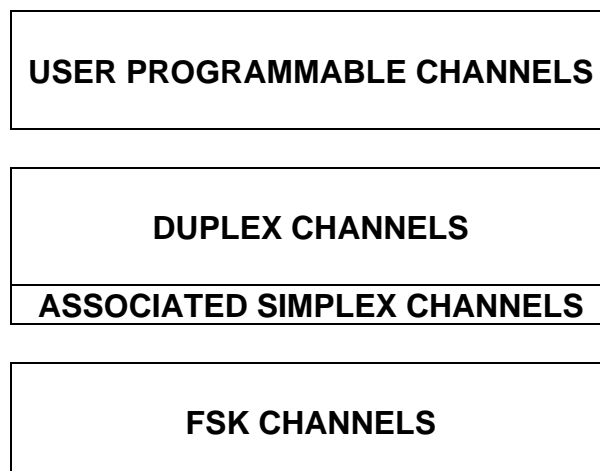 USER PROGRAMMABLE CHANNELS
DUPLEX CHANNELS
ASSOCIATED SIMPLEX CHANNELS
FSK CHANNELS